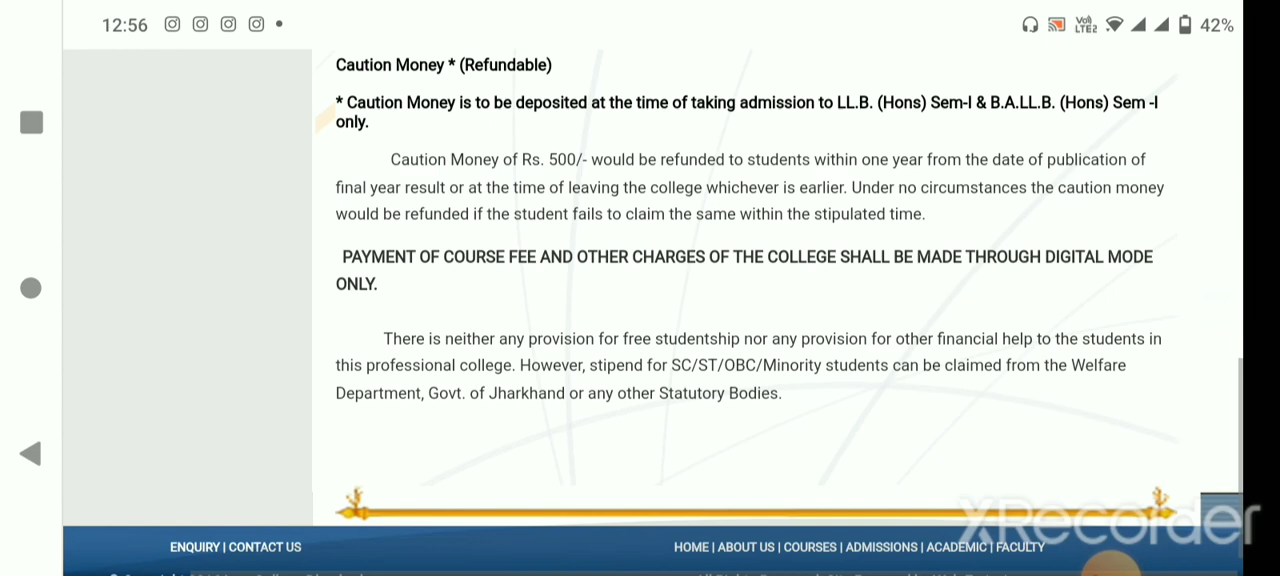 12:56
Vo) LTE2 42%
Caution Money * (Refundable)
* Caution Money is to be deposited at the time of taking admission to LL.B. (Hons) Sem-I & B.A.LL.B. (Hons) Sem -I
only.
Caution Money of Rs. 500/- would be refunded to students within one year from the date of publication of
final year result or at the time of leaving the college whichever is earlier. Under no circumstances the caution money
would be refunded if the student fails to claim the same within the stipulated time.
PAYMENT OF COURSE FEE AND OTHER CHARGES OF THE COLLEGE SHALL BE MADE THROUGH DIGITAL MODE
ONLY.
There is neither any provision for free studentship nor any provision for other financial help to the students in
this professional college. However, stipend for SC/ST/OBC/Minority students can be claimed from the Welfare
Department, Govt. of Jharkhand or any other Statutory Bodies.
XRecorder
ENQUIRY | CONTACT US
HOME | ABOUT US | COURSES | ADMISSIONS | ACADEMIC | FACULTY